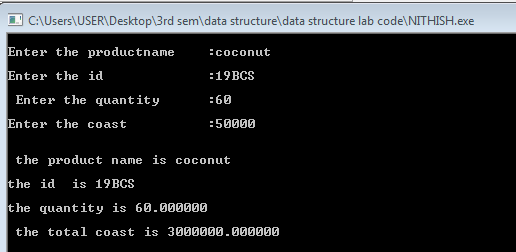 C:\Users\USER\Desktop\3rd sem\data structure\data structure lab code\NITHISH.exe
Enter the productname    :coconut
Enter the id             :19BCS
 Enter the quantity      :60
Enter the coast          :50000
 the product name is coconut
the id  is 19BCS
the quantity is 60.000000
 the total coast is 3000000.000000